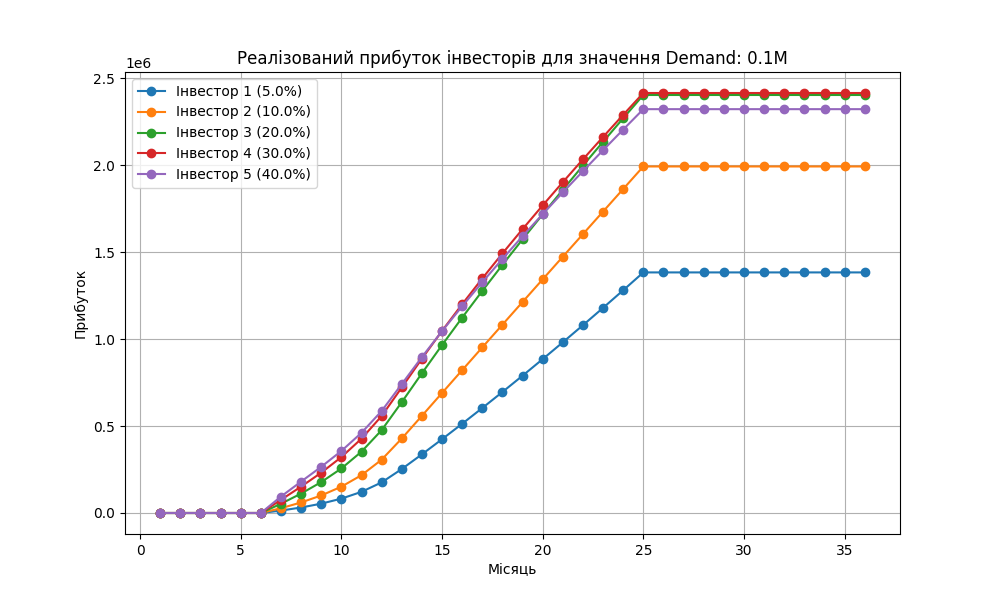 Реалізований прибуток інвесторів для значення Demand: 0.1M
1e6
2.5
2.0
1.5
1.0
0.5
0.0
Прибуток
Інвестор 1 (5.0%)
Інвестор 2 (10.0%)
Інвестор 3 (20.0%)
Інвестор 4 (30.0%)
Інвестор 5 (40.0%)
0 5 10 15 20 25 30 35
Місяць